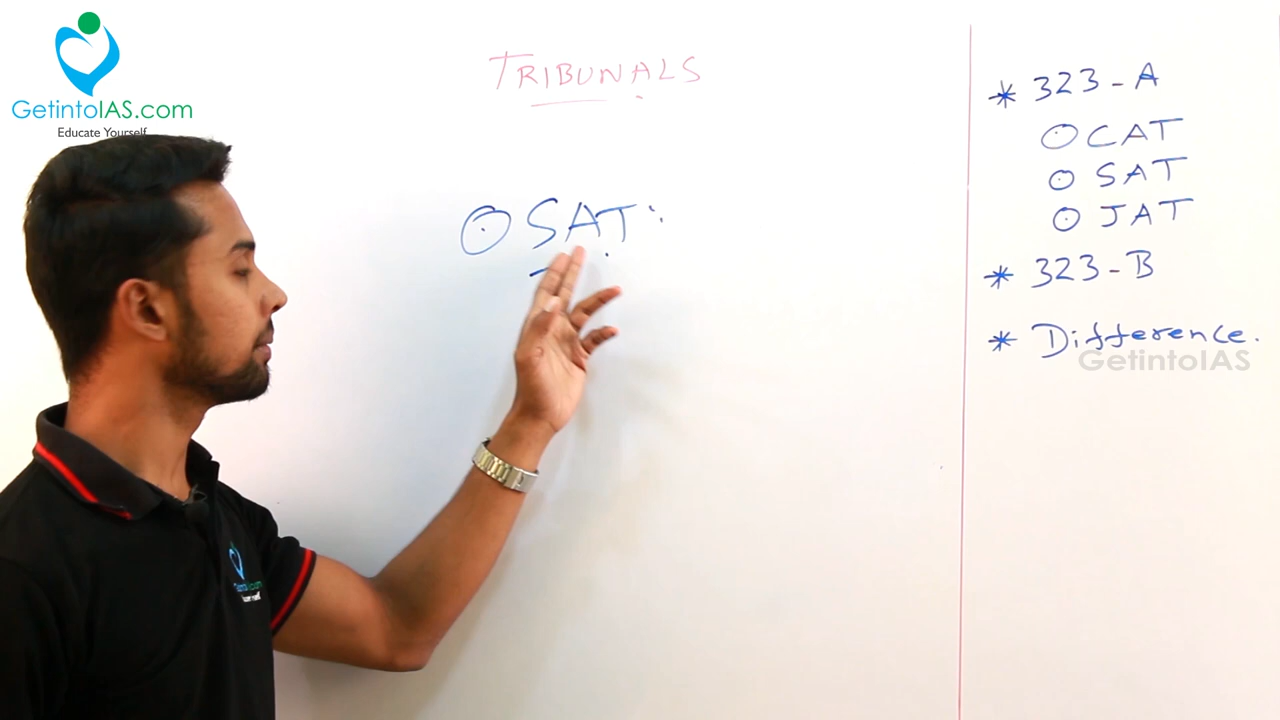 GetintoIAS.com
Educate Yourself
TRIBUNALS
SAT:
* 323-A
CAT
SAT
JAT
* 323-B
* Difference.
GetintoIAS